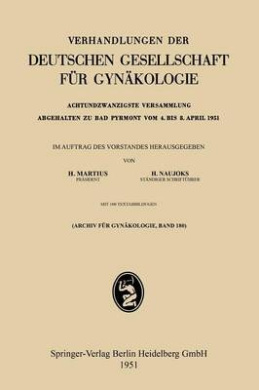 VERHANDLUNGEN DER
DEUTSCHEN GESELLSCHAFT
FÜR GYNÄKOLOGIE
ACHTUNDZWANZIGSTE VERSAMMLUNG
ABGEHALTEN ZU BAD PYRMONT VOM 4. BIS 8. APRIL 1951
IM AUFTRAG DES VORSTANDES HERAUSGEGEBEN
VON
H. MARTIUS H. NAUJOKS
PRÄSIDENT STÄNDIGER SCHRIFTFÜHRER
TEXTABBILDUNGEN
(ARCHIV FÜR GYNÄKOLOGIE, BAND 180)
Springer-Verlag Berlin Heidelberg GmbH
1951